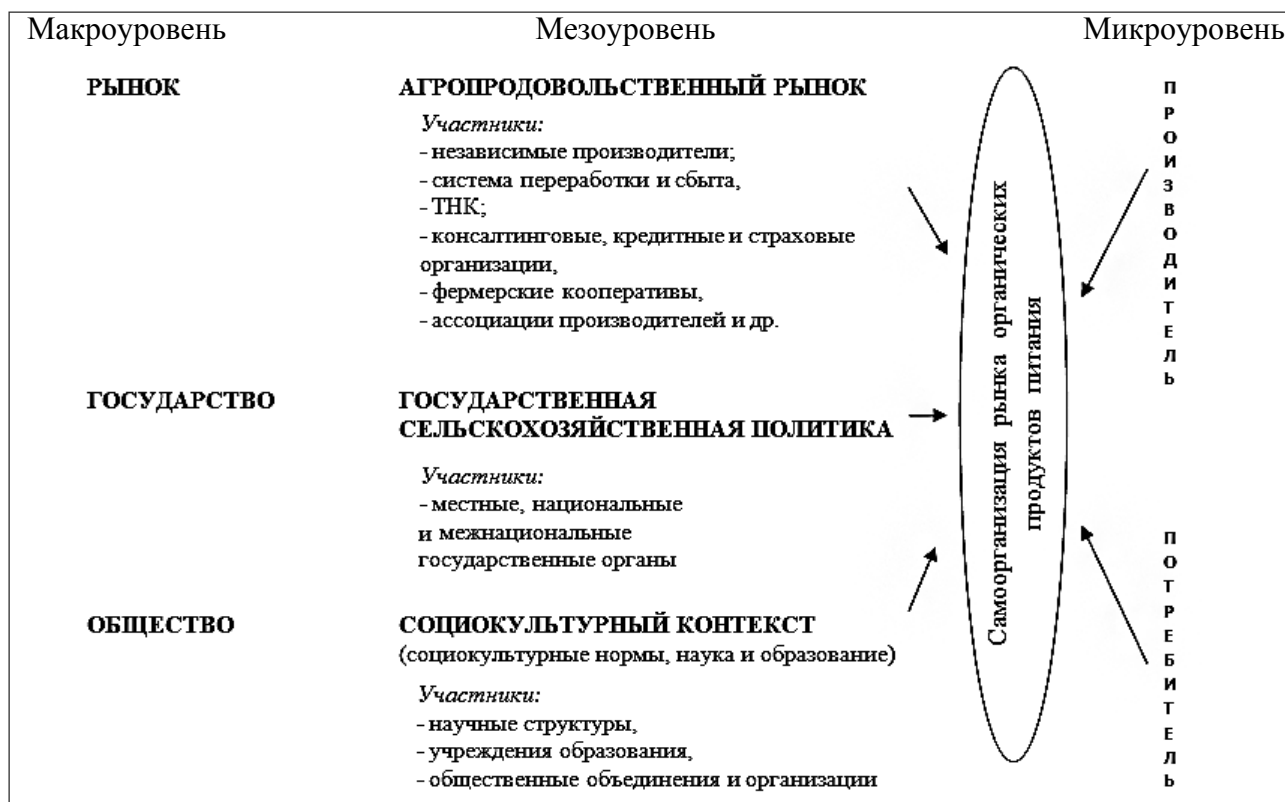 Макроуровень Мезоуровень Микроуровень
РЫНОК АГРОПРОДОВОЛЬСТВЕННЫЙ РЫНОК
Участники:
- независимые производители;
- система переработки и сбыта,
- ТНК;
- консалтинговые, кредитные и страховые
организации,
- фермерские кооперативы,
- ассоциации производителей и др.
ГОСУДАРСТВО ГОСУДАРСТВЕННАЯ
СЕЛЬСКОХОЗЯЙСТВЕННАЯ ПОЛИТИКА
Участники:
- местные, национальные
и межнациональные
государственные органы
ОБЩЕСТВО СОЦИОКУЛЬТУРНЫЙ КОНТЕКСТ
(социокультурные нормы, наука и образование)
Участники:
- научные структуры,
- учреждения образования,
- общественные объединения и организации
Самоорганизация рынка органических
продуктов питания
ПРОИЗВОДИТЕЛЬ
ПОТРЕБИТЕЛЬ